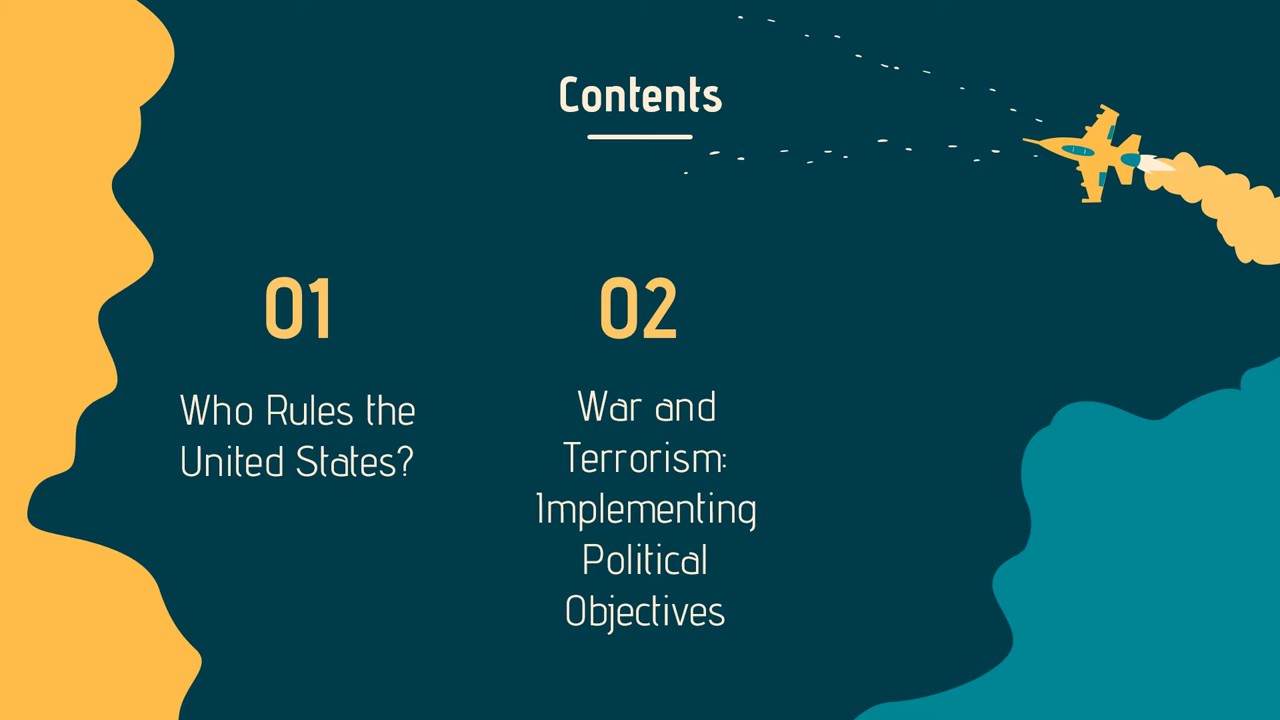 Contents
01
Who Rules the
United States?
02
War and
Terrorism:
Implementing
Political
Objectives